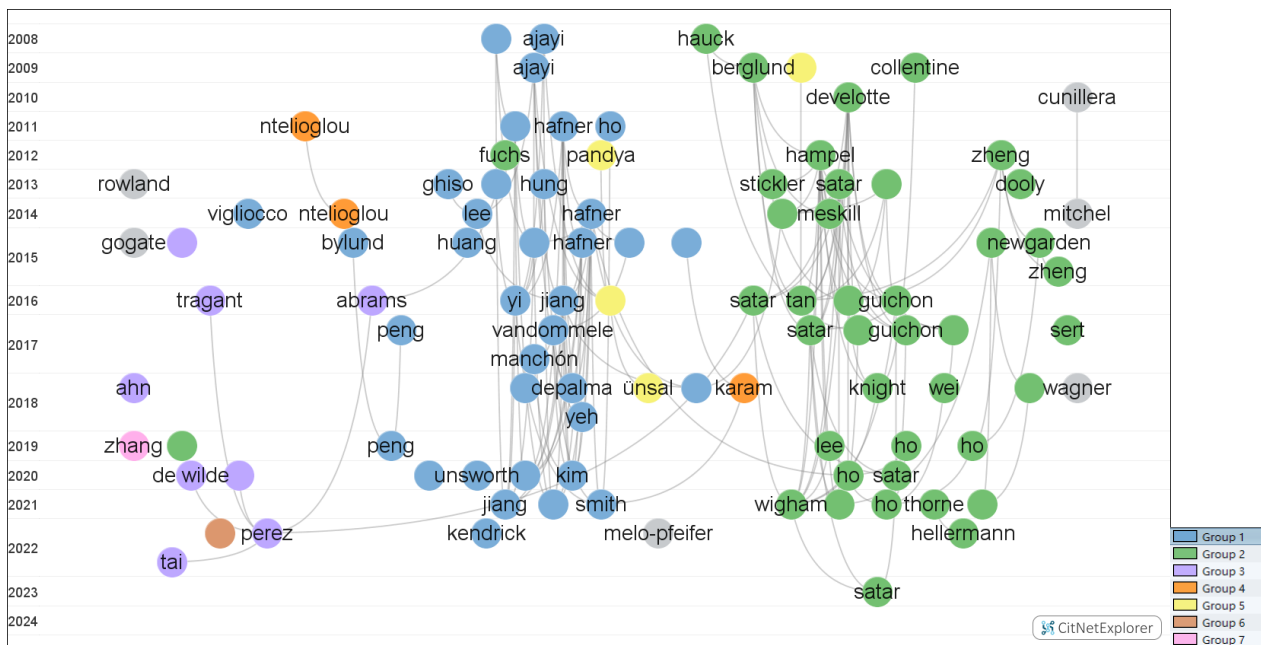 2008 ajayi hauck
2009 ajayi berglund collentine
2010 develotte cunillera
2011 ntelioglou hafner ho
2012 fuchs pandya hampel zheng
2013 rowland ghiso hung stickler satar dooly
2014 vigliocco ntelioglou lee hafner meskill mitchel
gogate bylund huang hafner newgarden
2015
zheng
2016 tragant abrams yi jiang satar tan guichon
peng vandommele satar guichon sert
2017
manchón
ahn depalma ünsal karam knight wei wagner
2018
yeh
2019 zhang peng lee ho ho
2020 de wilde unsworth kim ho satar
2021 jiang smith wigham ho thorne
perez kendrick melo-pfeifer hellermann
2022
tai
2023 satar
2024
CitNetExplorer
Group 1
Group 2
Group 3
Group 4
Group 5
Group 6
Group 7